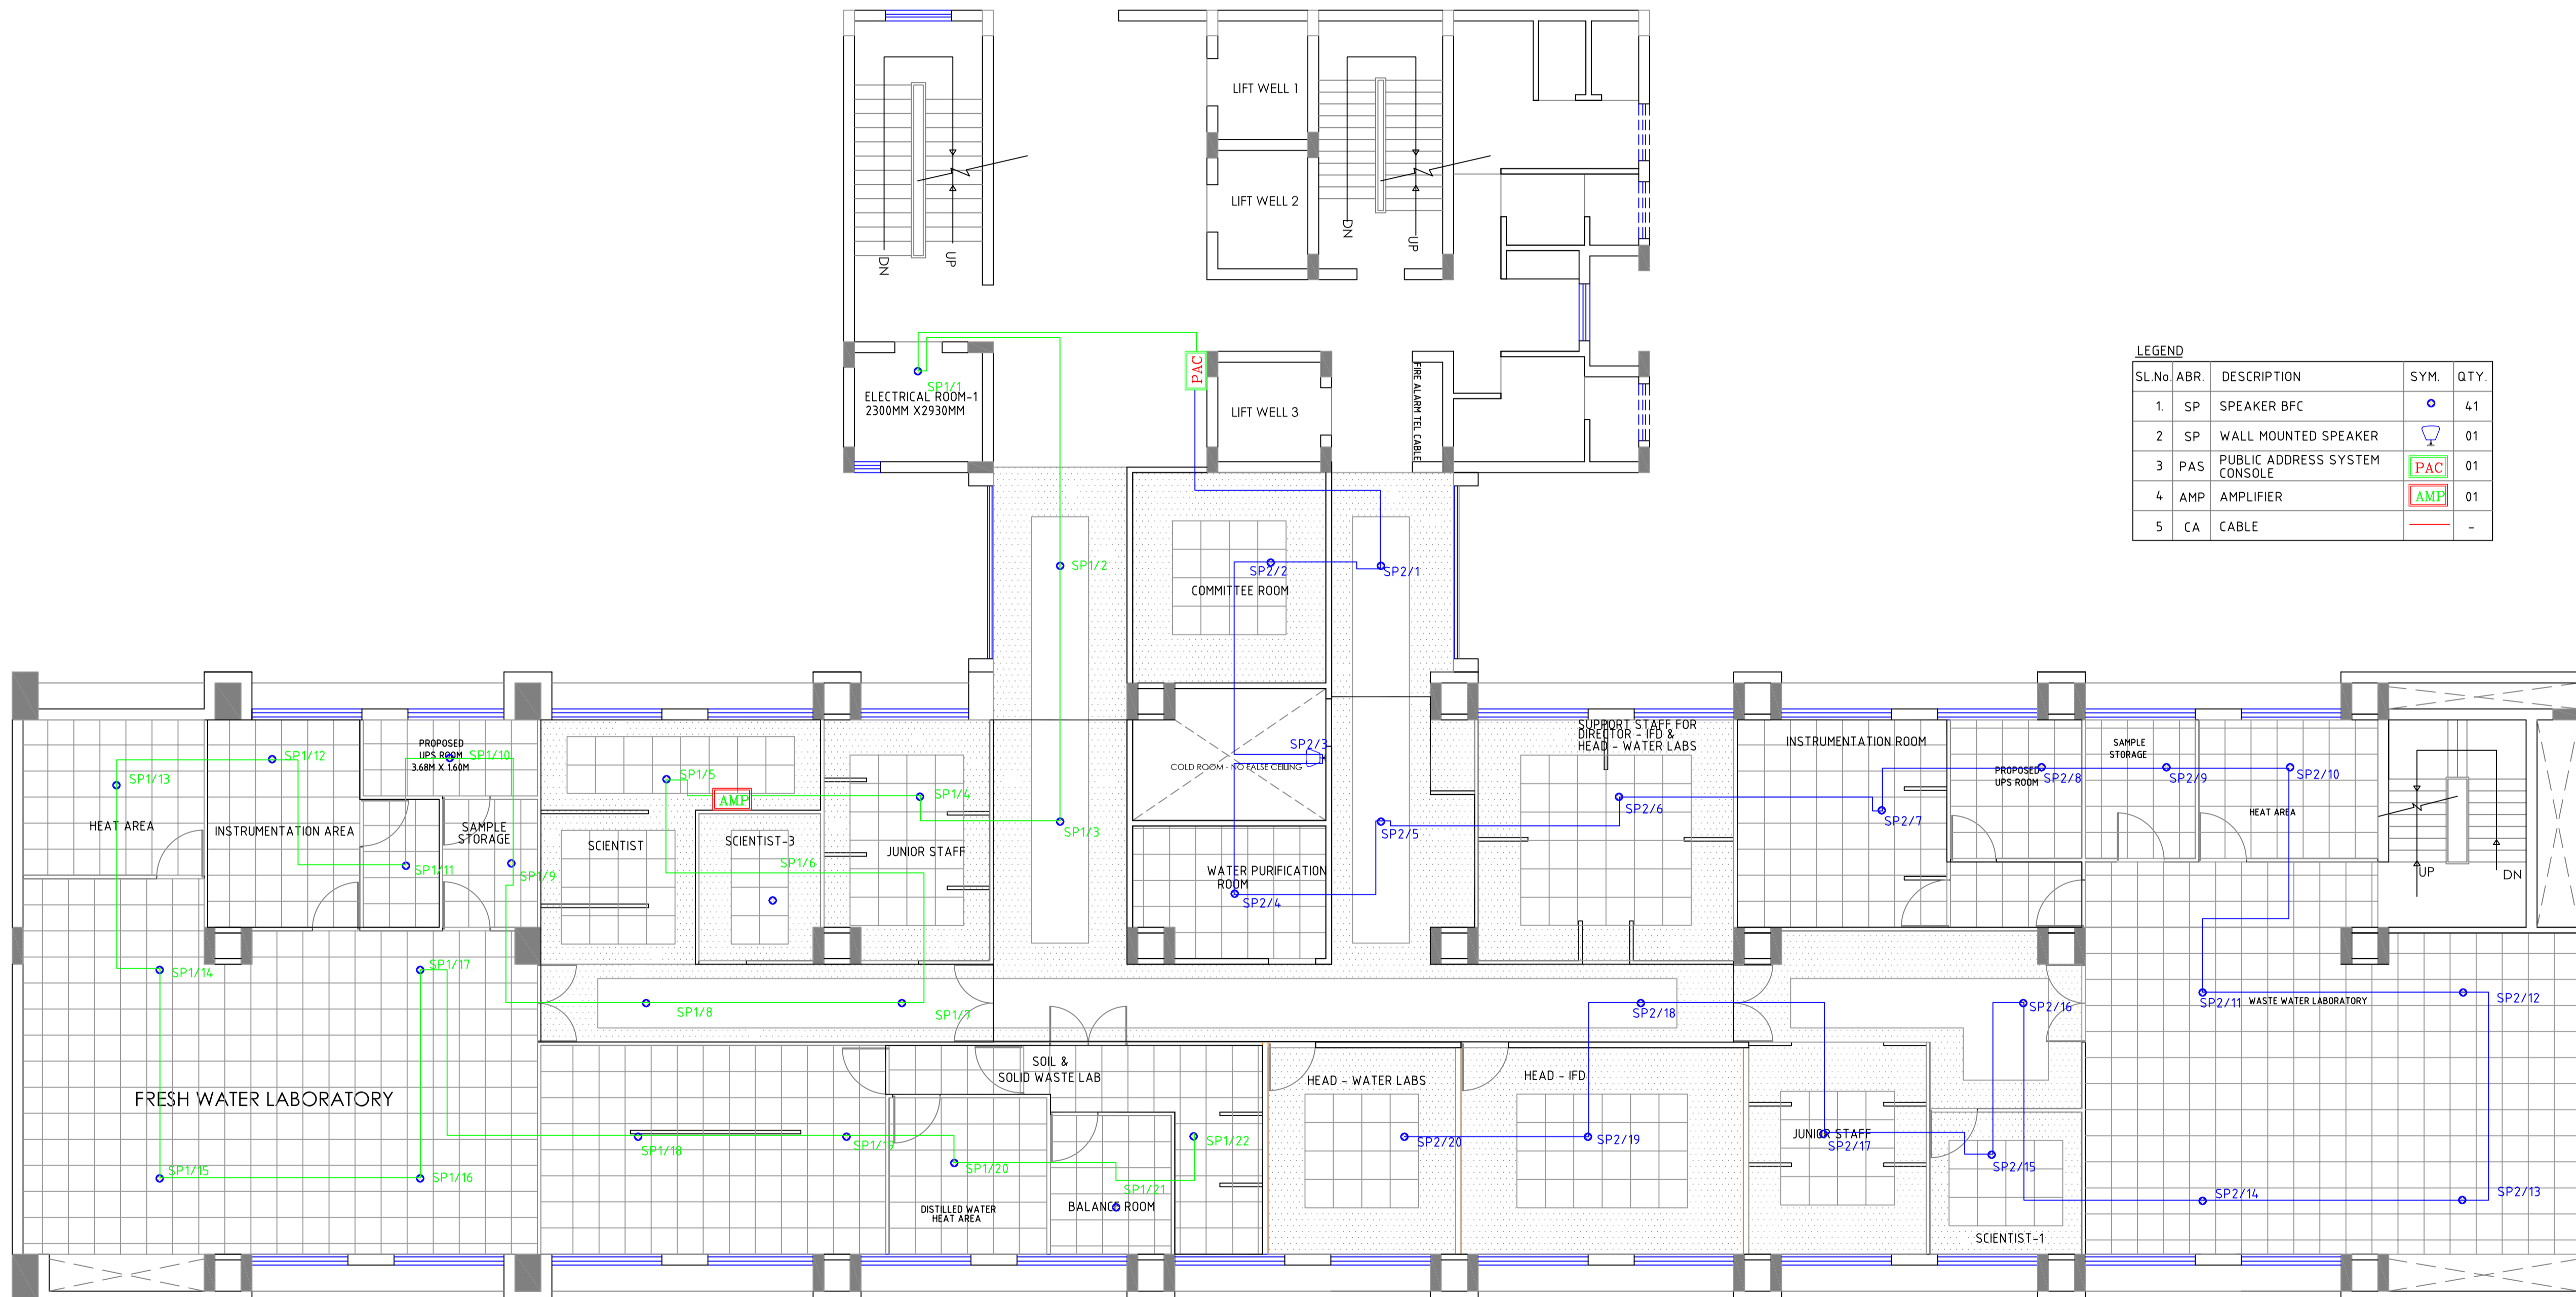 LIFT WELL 1
LIFT WELL 2
DN
UP
DN
UP
PAC
SP1/1
ELECTRICAL ROOM-1
2300MM X2930MM
LIFT WELL 3
FIRE ALARM TEL CABLE
LEGEND
SL.No. ABR. DESCRIPTION SYM. QTY.
1. SP SPEAKER BFC 41
2 SP WALL MOUNTED SPEAKER 01
3 PAS PUBLIC ADDRESS SYSTEM CONSOLE PAC 01
4 AMP AMPLIFIER AMP 01
5 CA CABLE -
SP1/2
SP2/2
SP2/1
COMMITTEE ROOM
SUPPORT STAFF FOR
DIRECTOR - IFD &
HEAD - WATER LABS
PROPOSED
UPS ROOM
3.68M X 1.60M
SP1/10
SP1/12
SP1/13
SP1/5
AMP
SP1/4
SP2/3
COLD ROOM - NO FALSE CEILING
INSTRUMENTATION ROOM
SAMPLE
STORAGE
PROPOSED
UPS ROOM
SP2/8
SP2/9
SP2/10
HEAT AREA
INSTRUMENTATION AREA
SAMPLE
STORAGE
SCIENTIST
SCIENTIST-3
SP1/6
JUNIOR STAFF
SP1/3
SP2/5
SP2/6
SP2/7
HEAT AREA
SP1/11
SP1/9
WATER PURIFICATION
ROOM
SP2/4
UP
DN
SP1/14
SP1/17
SP1/8
SP1/7
SP2/18
SP2/16
SP2/11
WASTE WATER LABORATORY
SP2/12
SOIL &
SOLID WASTE LAB
HEAD - WATER LABS
HEAD - IFD
FRESH WATER LABORATORY
SP1/18
SP1/19
SP1/20
SP1/22
SP2/20
SP2/19
JUNIOR STAFF
SP2/17
SP2/15
SP1/15
SP1/16
SP1/21
BALANCE ROOM
DISTILLED WATER
HEAT AREA
SP2/14
SP2/13
SCIENTIST-1